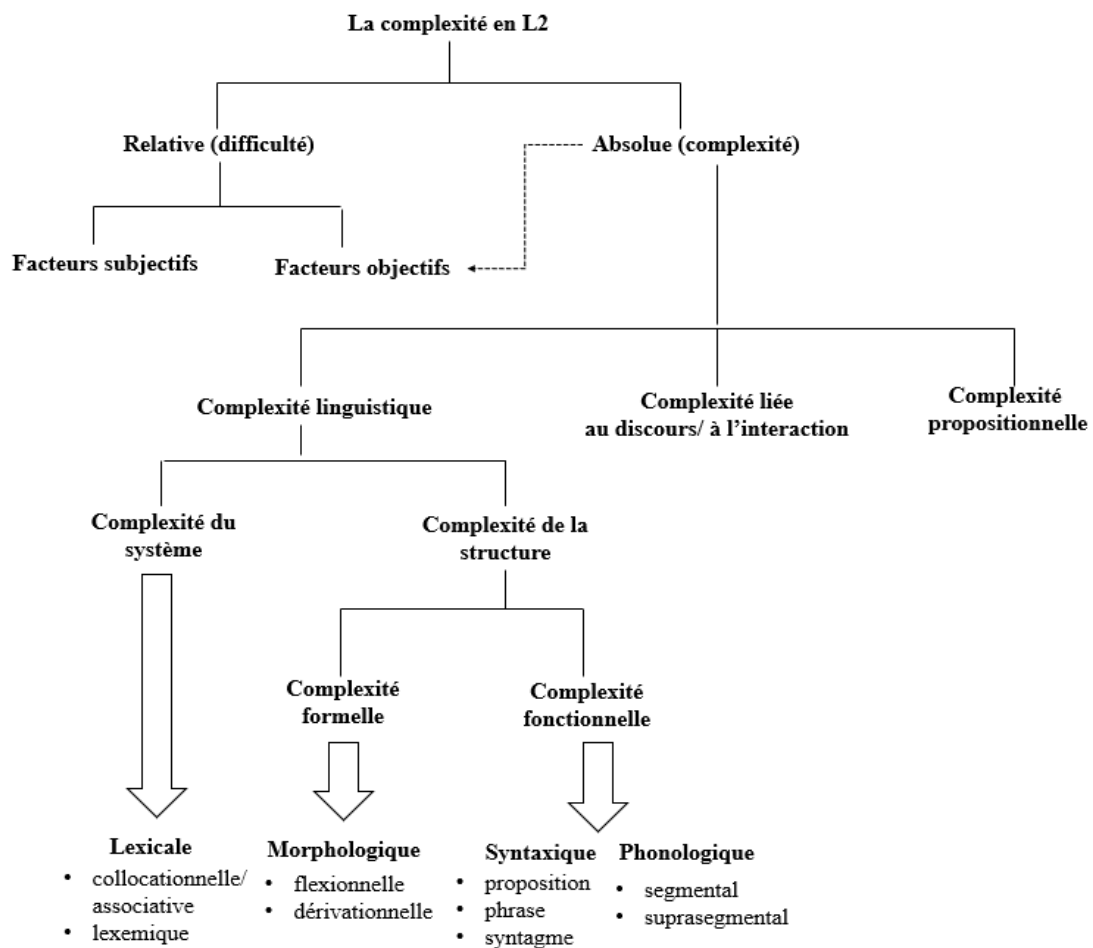 La complexité en L2
Relative (difficulté)
Absolue (complexité)
Facteurs subjectifs
Facteurs objectifs
Complexité linguistique
Complexité liée
au discours/ à l’interaction
Complexité
propositionnelle
Complexité du
système
Complexité de la
structure
Complexité
formelle
Complexité
fonctionnelle
Lexicale
• collocationnelle/
associative
• lexemique
Morphologique
• flexionnelle
• dérivationnelle
Syntaxique
• proposition
• phrase
• syntagme
Phonologique
• segmental
• suprasegmental